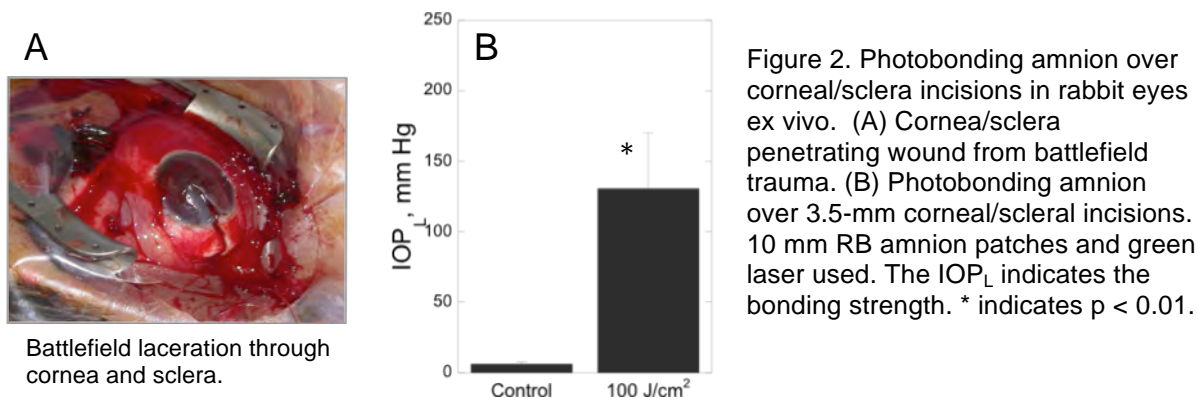 A
Battlefield laceration through
cornea and sclera.
B
250
200
150
100
50
0
IOP_L, mm Hg
*
Control
100 J/cm²
Figure 2. Photobonding amnion over
corneal/sclera incisions in rabbit eyes
ex vivo. (A) Cornea/sclera
penetrating wound from battlefield
trauma. (B) Photobonding amnion
over 3.5-mm corneal/scleral incisions.
10 mm RB amnion patches and green
laser used. The IOP_L indicates the
bonding strength. * indicates p < 0.01.